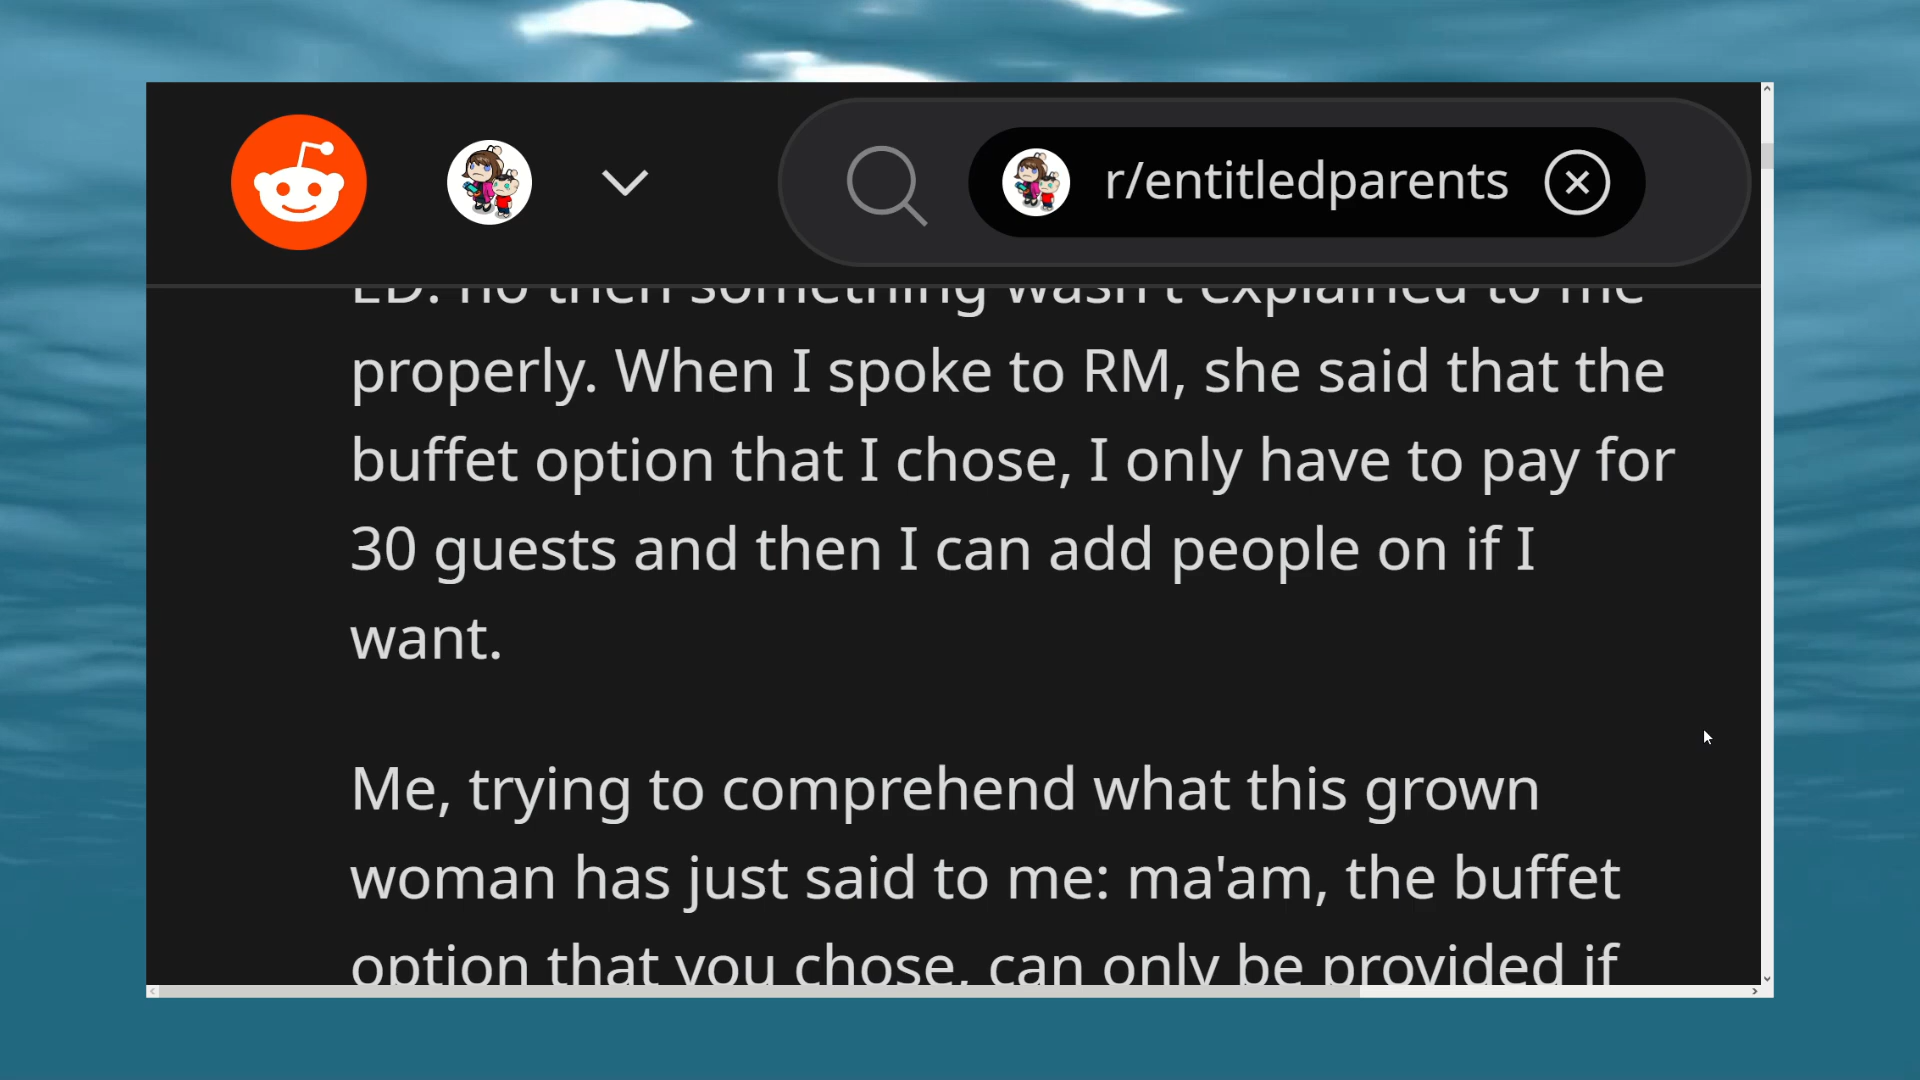 r/entitledparents
ED: no then something wasn't explained to me
properly. When I spoke to RM, she said that the
buffet option that I chose, I only have to pay for
30 guests and then I can add people on if I
want.
Me, trying to comprehend what this grown
woman has just said to me: ma'am, the buffet
option that you chose, can only be provided if